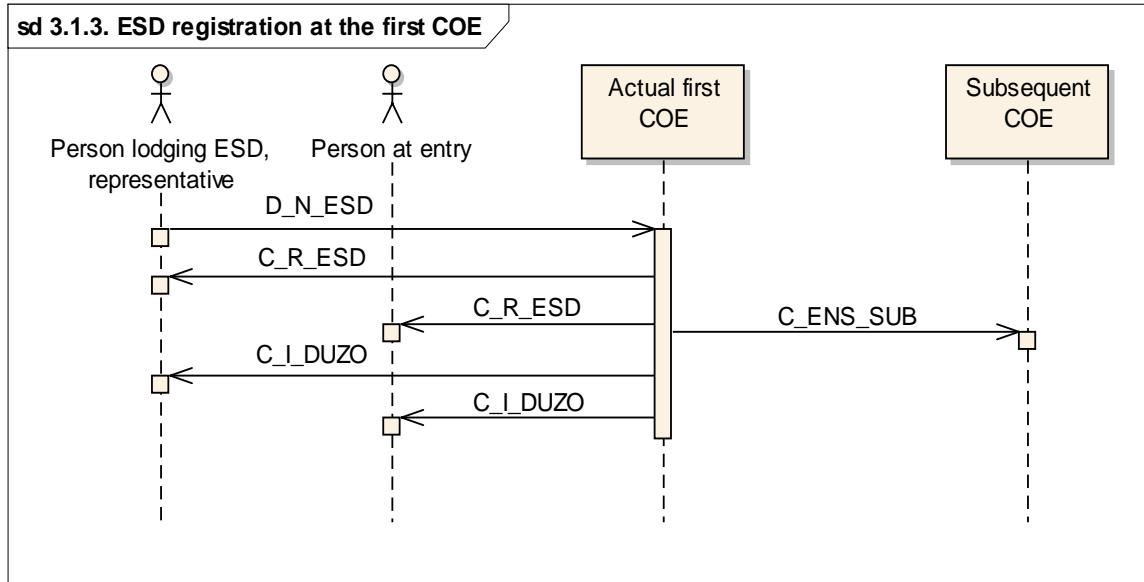 sd 3.1.3. ESD registration at the first COE
Person lodging ESD,
representative
Person at entry
Actual first
COE
Subsequent
COE
D_N_ESD
C_R_ESD
C_R_ESD
C_ENS_SUB
C_I_DUZO
C_I_DUZO